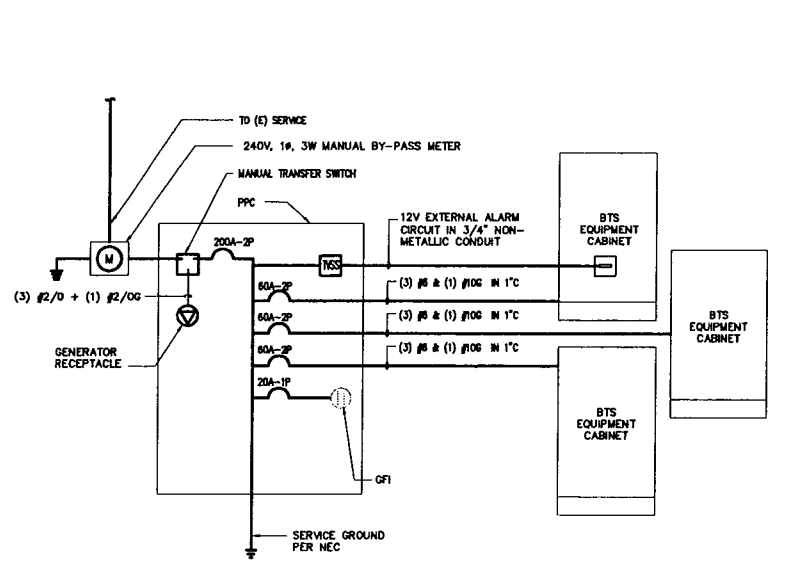 TO (E) SERVICE
240V, 1ø, 3W MANUAL BY-PASS METER
MANUAL TRANSFER SWITCH
PPC
200A-2P
12V EXTERNAL ALARM
CIRCUIT IN 3/4" NON-
METALLIC CONDUIT
BTS
EQUIPMENT
CABINET
M
TVSS
60A-2P
(3) #6 & (1) #10G IN 1"C
(3) #2/0 + (1) #2/0G
60A-2P
(3) #6 & (1) #10G IN 1"C
BTS
EQUIPMENT
CABINET
GENERATOR
RECEPTACLE
60A-2P
(3) #6 & (1) #10G IN 1"C
20A-1P
BTS
EQUIPMENT
CABINET
GFI
SERVICE GROUND
PER NEC